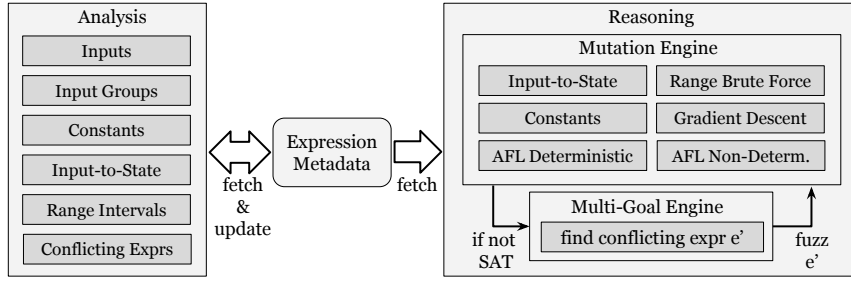 Analysis
Inputs
Input Groups
Constants
Input-to-State
Range Intervals
Conflicting Exprs
fetch
&
update
Expression
Metadata
fetch
Reasoning
Mutation Engine
Input-to-State
Range Brute Force
Constants
Gradient Descent
AFL Deterministic
AFL Non-Determ.
if not
SAT
Multi-Goal Engine
find conflicting expr e’
fuzz
e’